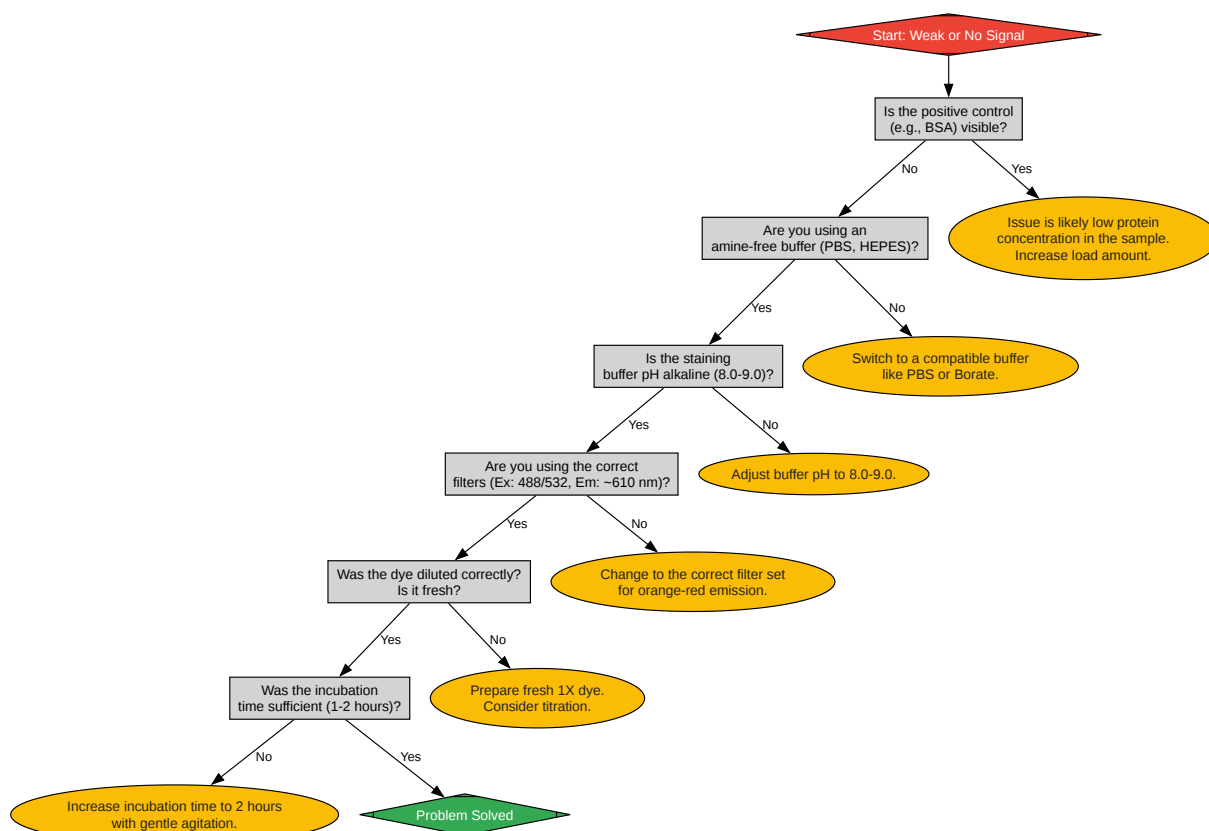 Start: Weak or No Signal
Is the positive control
(e.g., BSA) visible?
No
Yes
Issue is likely low protein
concentration in the sample.
Increase load amount.
Are you using an
amine-free buffer (PBS, HEPES)?
Yes
No
Switch to a compatible buffer
like PBS or Borate.
Is the staining
buffer pH alkaline (8.0-9.0)?
Yes
No
Adjust buffer pH to 8.0-9.0.
Are you using the correct
filters (Ex: 488/532, Em: ~610 nm)?
Yes
No
Change to the correct filter set
for orange-red emission.
Was the dye diluted correctly?
Is it fresh?
Yes
No
Prepare fresh 1X dye.
Consider titration.
Was the incubation
time sufficient (1-2 hours)?
No
Yes
Increase incubation time to 2 hours
with gentle agitation.
Problem Solved